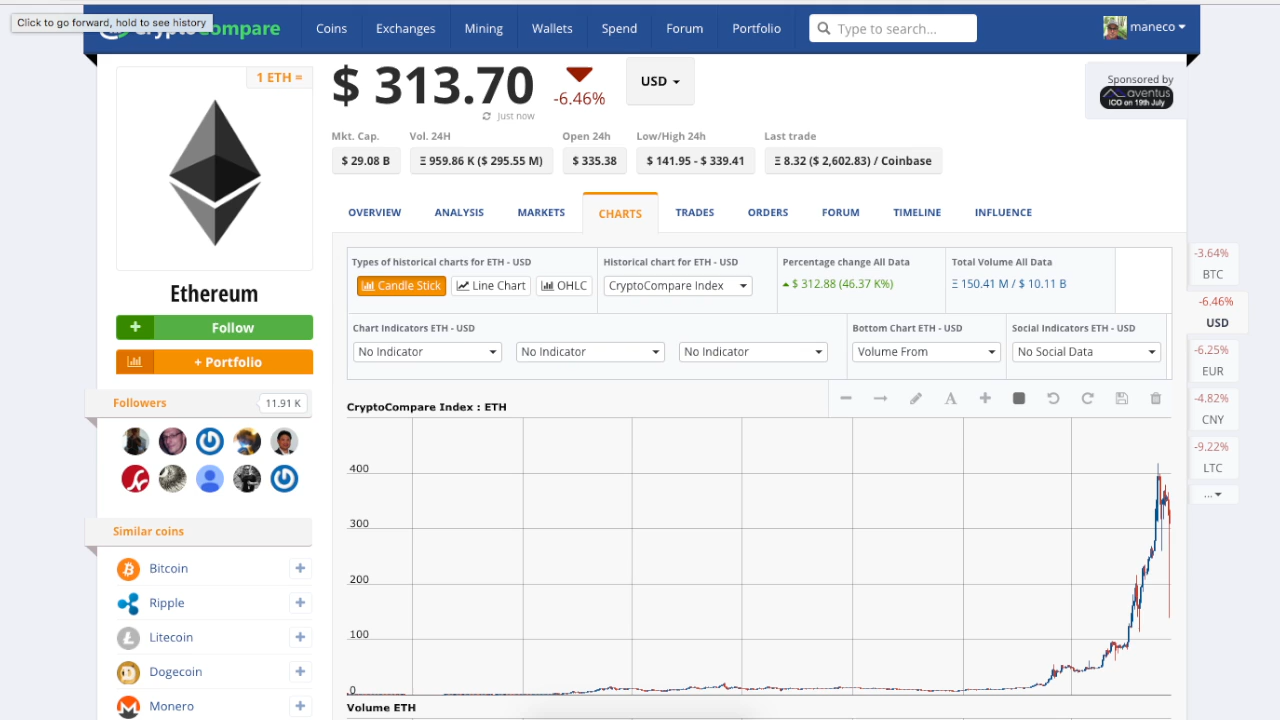 Click to go forward, hold to see history
CryptoCompare
Coins Exchanges Mining Wallets Spend Forum Portfolio Type to search... maneco
1 ETH =
$ 313.70
-6.46%
USD
Just now
Sponsored by
aventus
ICO on 19th July
Mkt. Cap. Vol. 24H Open 24h Low/High 24h Last trade
$ 29.08 B Ξ 959.86 K ($ 295.55 M) $ 335.38 $ 141.95 - $ 339.41 Ξ 8.32 ($ 2,602.83) / Coinbase
OVERVIEW ANALYSIS MARKETS CHARTS TRADES ORDERS FORUM TIMELINE INFLUENCE
Types of historical charts for ETH - USD Historical chart for ETH - USD Percentage change All Data Total Volume All Data
Candle Stick Line Chart OHLC CryptoCompare Index $ 312.88 (46.37 K%) Ξ 150.41 M / $ 10.11 B
Chart Indicators ETH - USD Bottom Chart ETH - USD Social Indicators ETH - USD
No Indicator No Indicator No Indicator Volume From No Social Data
Ethereum
+ Follow
+ Portfolio
Followers 11.91 K
Similar coins
Bitcoin +
Ripple +
Litecoin +
Dogecoin +
Monero +
CryptoCompare Index : ETH
A
400
300
200
100
0
Volume ETH
-3.64%
BTC
-6.46%
USD
-6.25%
EUR
-4.82%
CNY
-9.22%
LTC
...